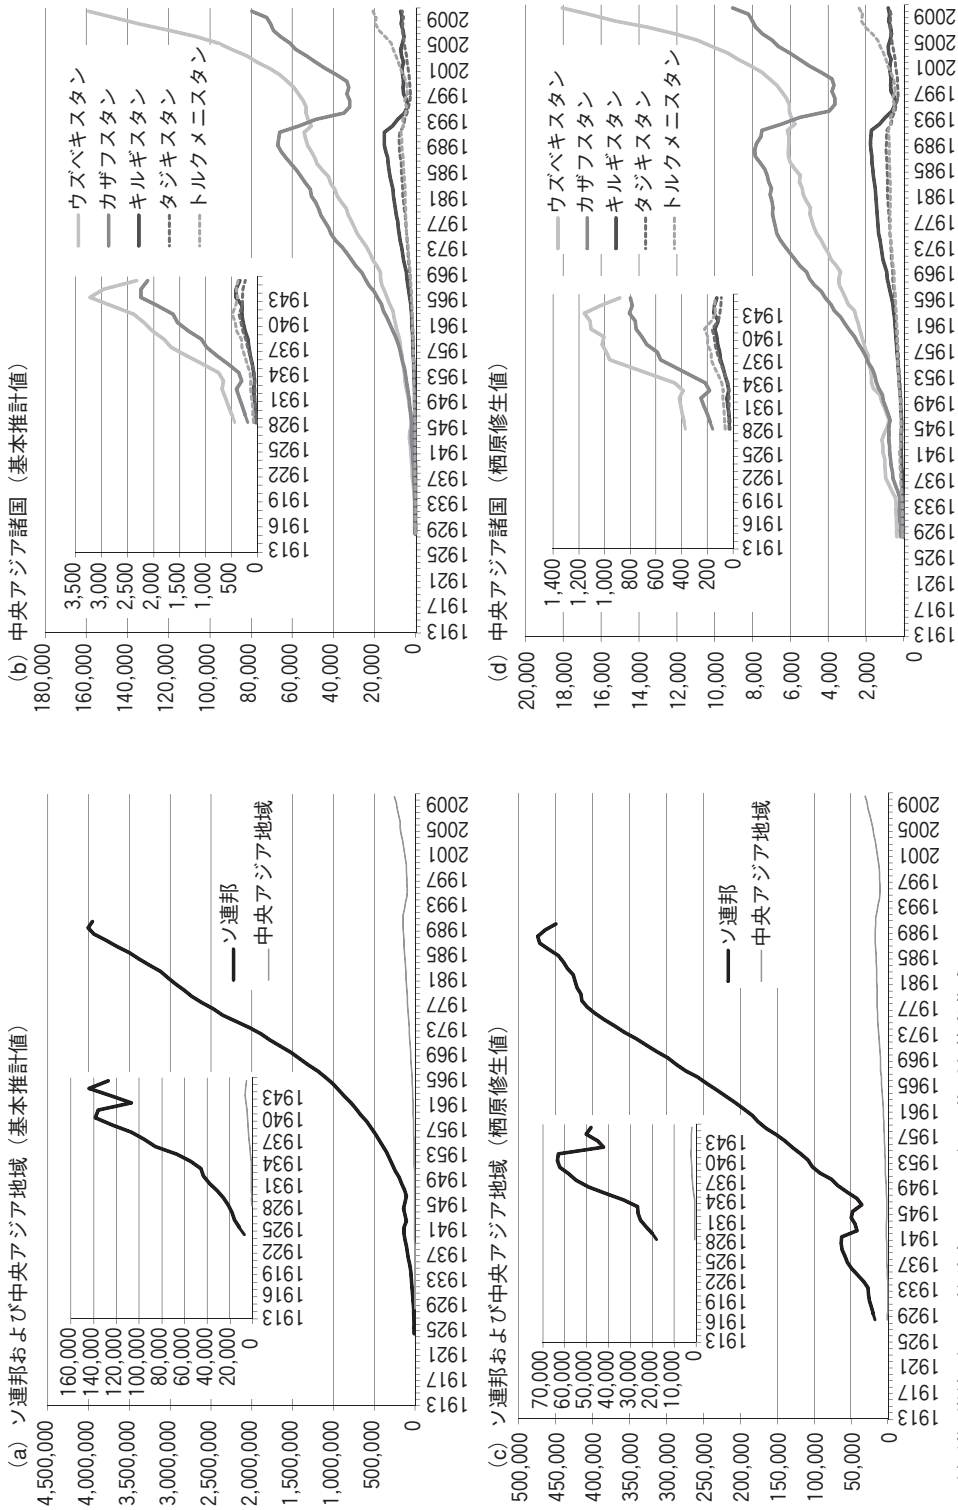 (a) ソ連邦および中央アジア地域（基本推計値）
4,500,000
4,000,000
3,500,000
3,000,000
2,500,000
2,000,000
1,500,000
1,000,000
500,000
0
160,000
140,000
120,000
100,000
80,000
60,000
40,000
20,000
0
1913 1916 1919 1922 1925 1928 1931 1934 1937 1940 1943
ソ連邦
中央アジア地域
1913 1917 1921 1925 1929 1933 1937 1941 1945 1949 1953 1957 1961 1965 1969 1973 1977 1981 1985 1989 1993 1997 2001 2005 2009
(b) 中央アジア諸国（基本推計値）
180,000
160,000
140,000
120,000
100,000
80,000
60,000
40,000
20,000
0
3,500
3,000
2,500
2,000
1,500
1,000
500
0
1913 1916 1919 1922 1925 1928 1931 1934 1937 1940 1943
ウズベキスタン
カザフスタン
キルギスタン
タジキスタン
トルクメニスタン
1913 1917 1921 1925 1929 1933 1937 1941 1945 1949 1953 1957 1961 1965 1969 1973 1977 1981 1985 1989 1993 1997 2001 2005 2009
(c) ソ連邦および中央アジア地域（栖原修生値）
500,000
450,000
400,000
350,000
300,000
250,000
200,000
150,000
100,000
50,000
0
70,000
60,000
50,000
40,000
30,000
20,000
10,000
0
1913 1916 1919 1922 1925 1928 1931 1934 1937 1940 1943
ソ連邦
中央アジア地域
1913 1917 1921 1925 1929 1933 1937 1941 1945 1949 1953 1957 1961 1965 1969 1973 1977 1981 1985 1989 1993 1997 2001 2005 2009
(d) 中央アジア諸国（栖原修生値）
20,000
18,000
16,000
14,000
12,000
10,000
8,000
6,000
4,000
2,000
0
1,400
1,200
1,000
800
600
400
200
0
1913 1916 1919 1922 1925 1928 1931 1934 1937 1940 1943
ウズベキスタン
カザフスタン
キルギスタン
タジキスタン
トルクメニスタン
1913 1917 1921 1925 1929 1933 1937 1941 1945 1949 1953 1957 1961 1965 1969 1973 1977 1981 1985 1989 1993 1997 2001 2005 2009